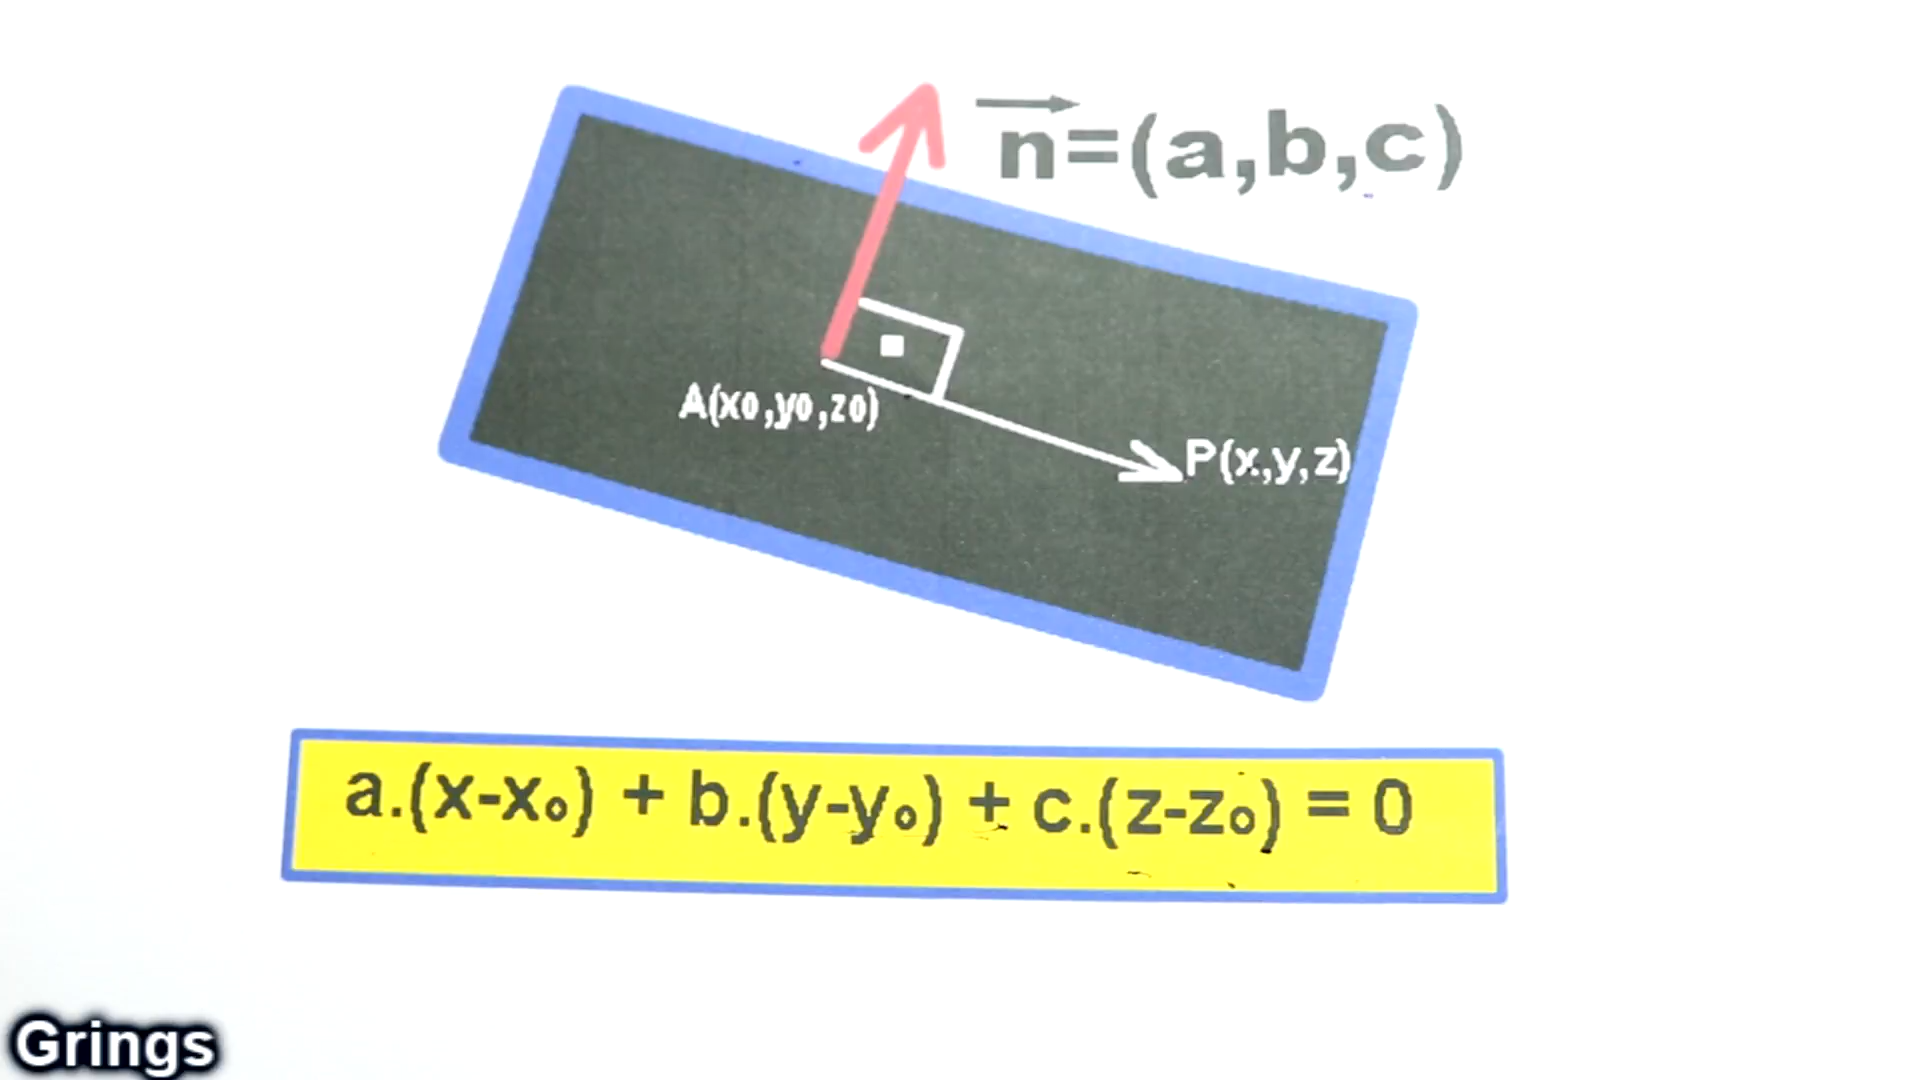 n=(a,b,c)
A(x0,y0,z0)
P(x,y,z)
a.(x-x₀) + b.(y-y₀) + c.(z-z₀) = 0
Grings